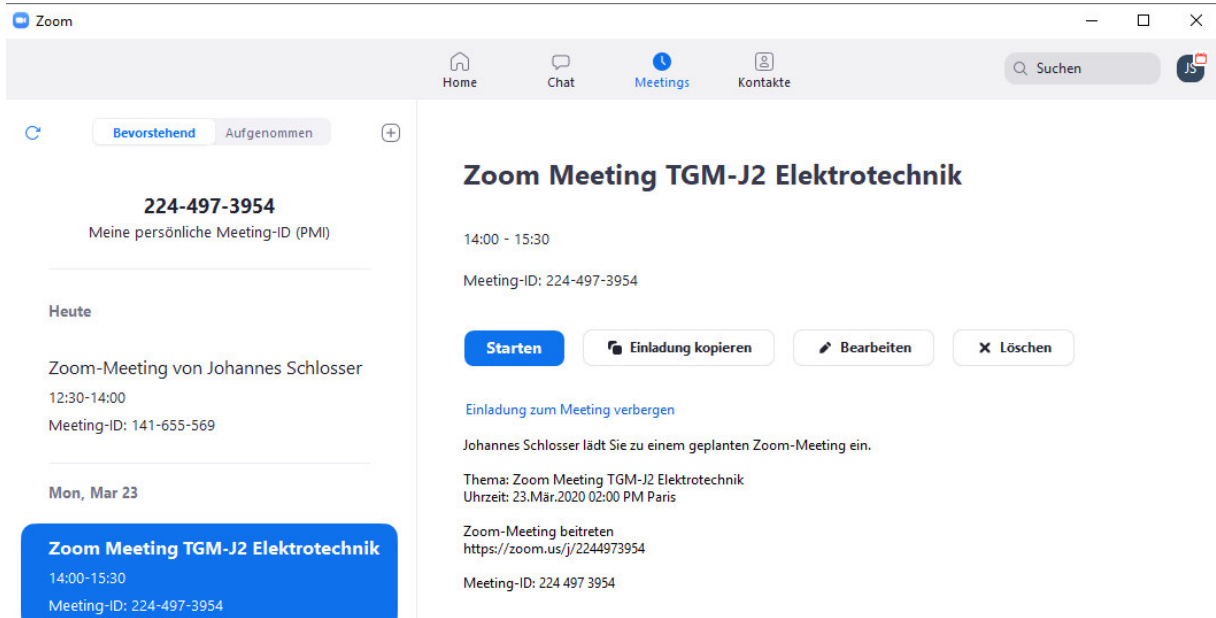 Zoom
Home
Chat
Meetings
Kontakte
Suchen
JS
Bevorstehend
Aufgenommen
224-497-3954
Meine persönliche Meeting-ID (PMI)
Heute
Zoom-Meeting von Johannes Schlosser
12:30-14:00
Meeting-ID: 141-655-569
Mon, Mar 23
Zoom Meeting TGM-J2 Elektrotechnik
14:00-15:30
Meeting-ID: 224-497-3954
Zoom Meeting TGM-J2 Elektrotechnik
14:00 - 15:30
Meeting-ID: 224-497-3954
Starten
Einladung kopieren
Bearbeiten
Löschen
Einladung zum Meeting verbergen
Johannes Schlosser lädt Sie zu einem geplanten Zoom-Meeting ein.
Thema: Zoom Meeting TGM-J2 Elektrotechnik
Uhrzeit: 23.Mär.2020 02:00 PM Paris
Zoom-Meeting beitreten
https://zoom.us/j/2244973954
Meeting-ID: 224 497 3954